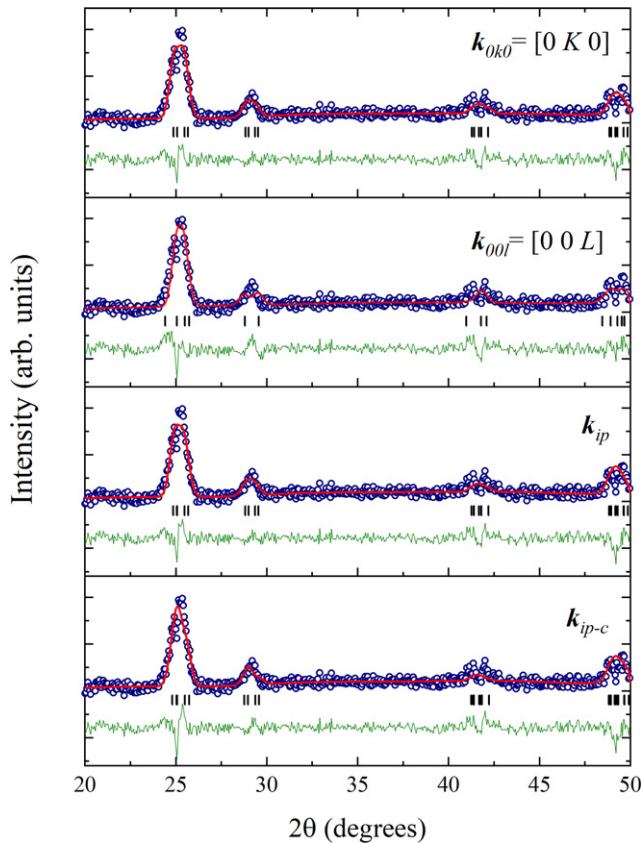 k0k0= [0 K 0]
k00l= [0 0 L]
kip
kip-c
Intensity (arb. units)
20 25 30 35 40 45 50
2θ (degrees)